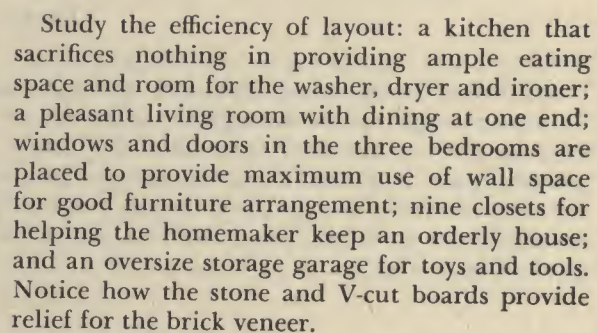 Study the efficiency of layout: a kitchen that
sacrifices nothing in providing ample eating
space and room for the washer, dryer and ironer;
a pleasant living room with dining at one end;
windows and doors in the three bedrooms are
placed to provide maximum use of wall space
for good furniture arrangement; nine closets for
helping the homemaker keep an orderly house;
and an oversize storage garage for toys and tools.
Notice how the stone and V-cut boards provide
relief for the brick veneer.